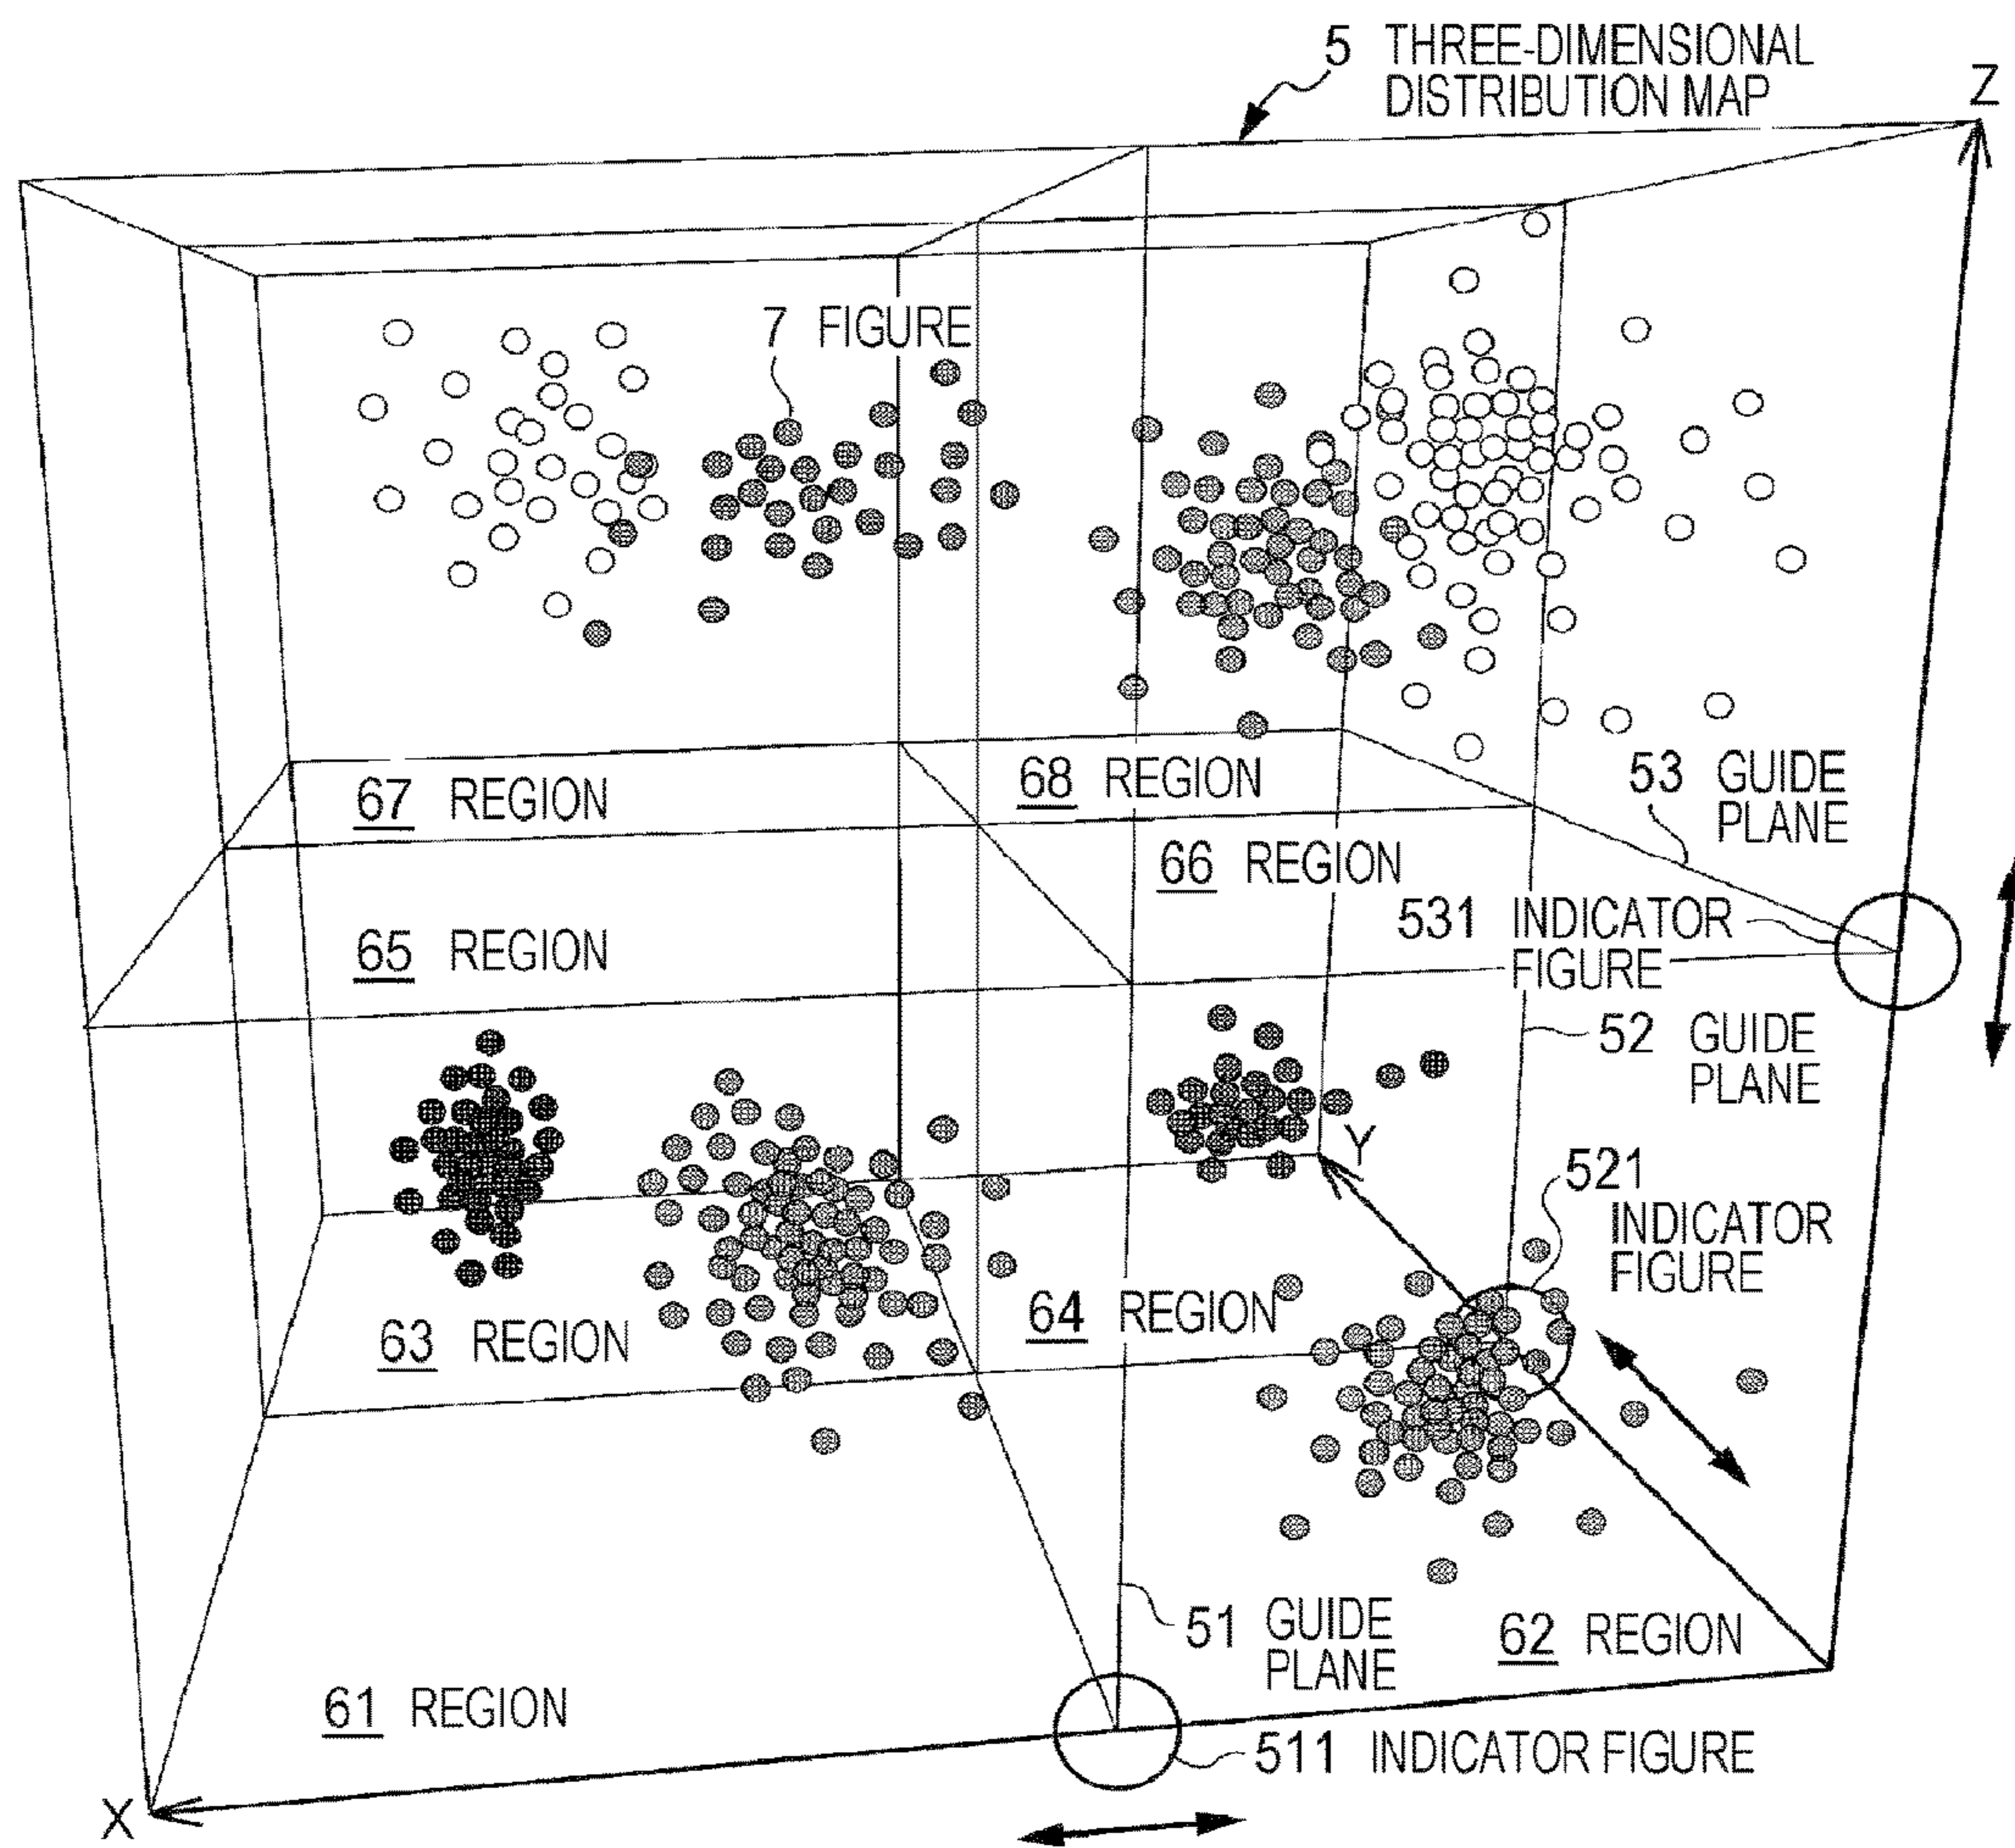 5 THREE-DIMENSIONAL
DISTRIBUTION MAP
Z
7 FIGURE
67 REGION
68 REGION
53 GUIDE
PLANE
66 REGION
65 REGION
531 INDICATOR
FIGURE
52 GUIDE
PLANE
Y
521
INDICATOR
FIGURE
63 REGION
64 REGION
51 GUIDE
PLANE
62 REGION
61 REGION
511 INDICATOR FIGURE
X